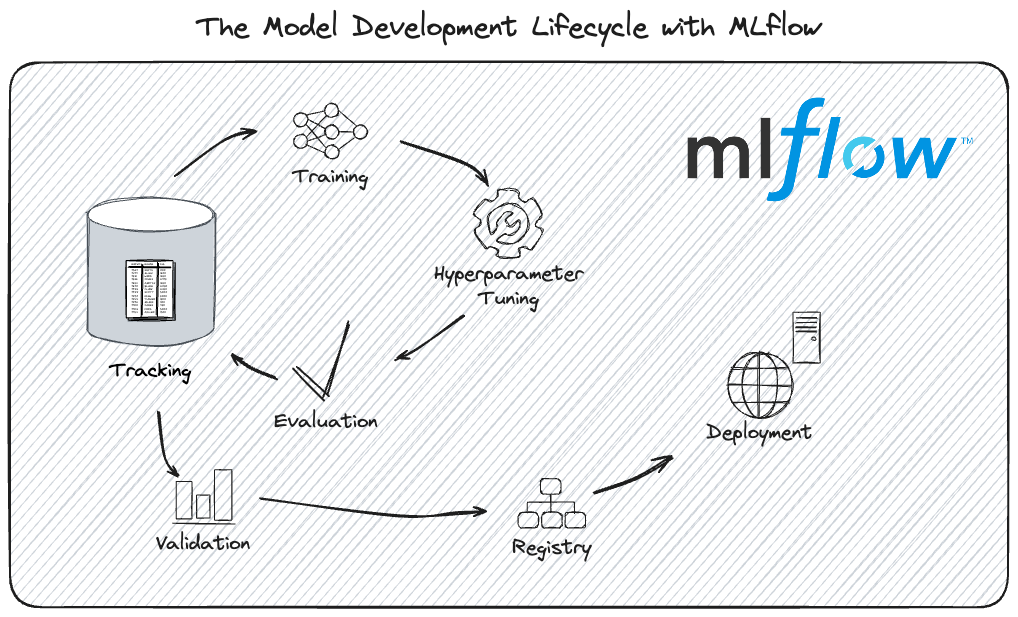 The Model Development Lifecycle with MLflow
mlflow™
Training
Hyperparameter
Tuning
Tracking
Evaluation
Deployment
Validation
Registry